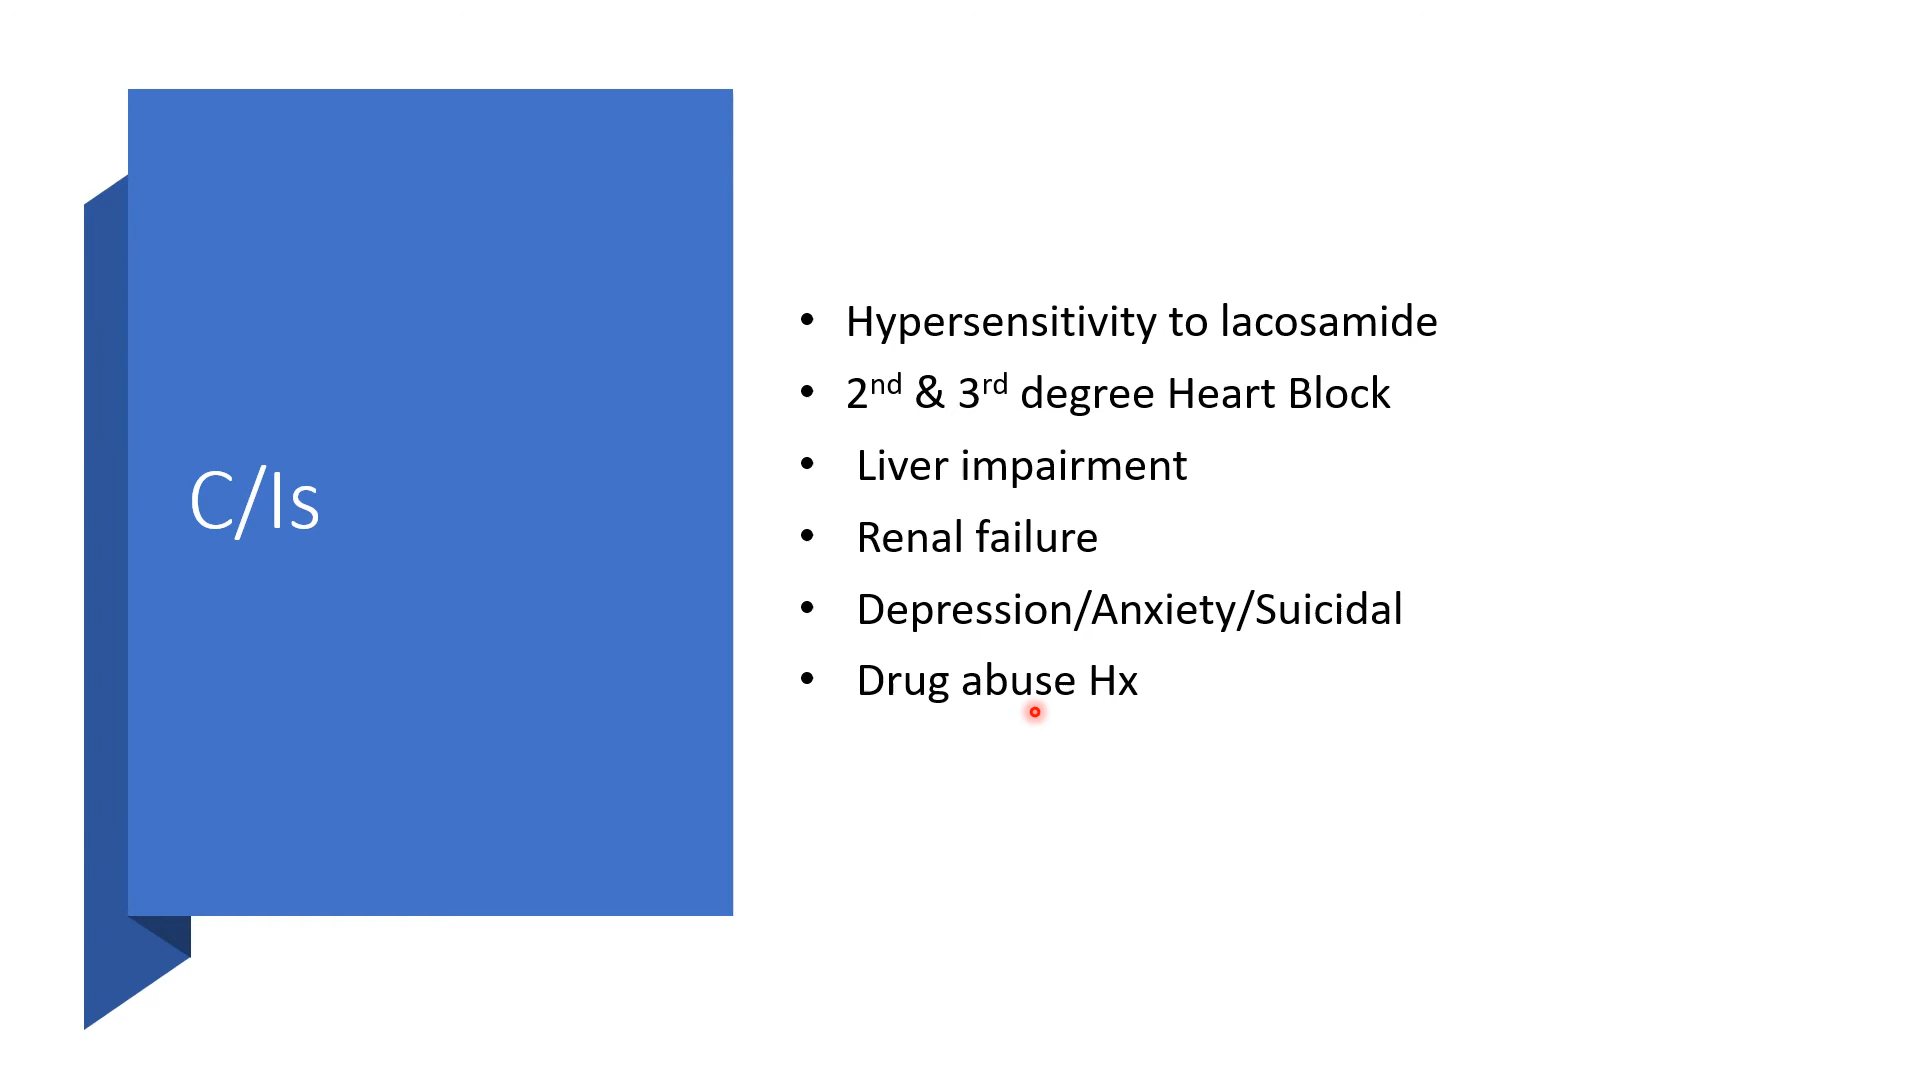 C/Is
• Hypersensitivity to lacosamide
• 2nd & 3rd degree Heart Block
• Liver impairment
• Renal failure
• Depression/Anxiety/Suicidal
• Drug abuse Hx